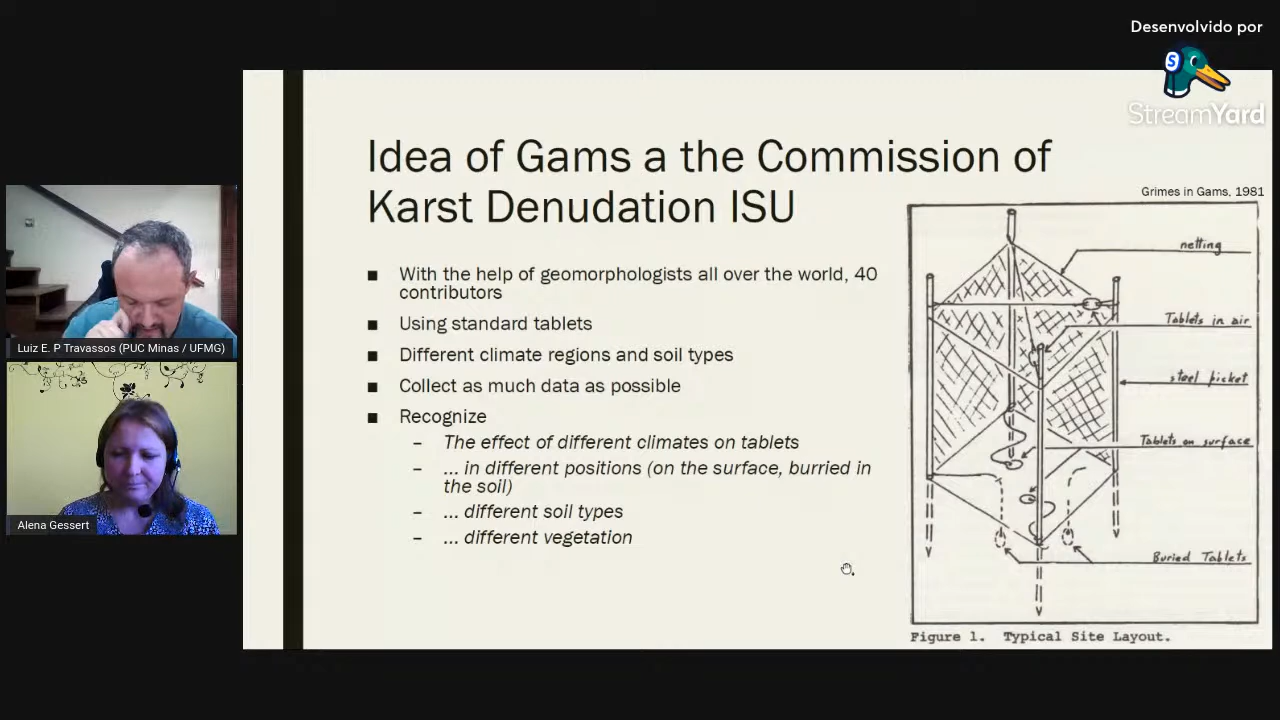 Desenvolvido por
S
StreamYard
Idea of Gams a the Commission of
Karst Denudation ISU
Grimes in Gams, 1981
With the help of geomorphologists all over the world, 40
contributors
Using standard tablets
Different climate regions and soil types
Collect as much data as possible
Recognize
– The effect of different climates on tablets
– ... in different positions (on the surface, burried in
the soil)
– ... different soil types
– ... different vegetation
netting
Tablets in air
steel picket
Tablets on surface
Buried Tablets
Figure 1. Typical Site Layout.
Luiz E. P Travassos (PUC Minas / UFMG)
Alena Gessert